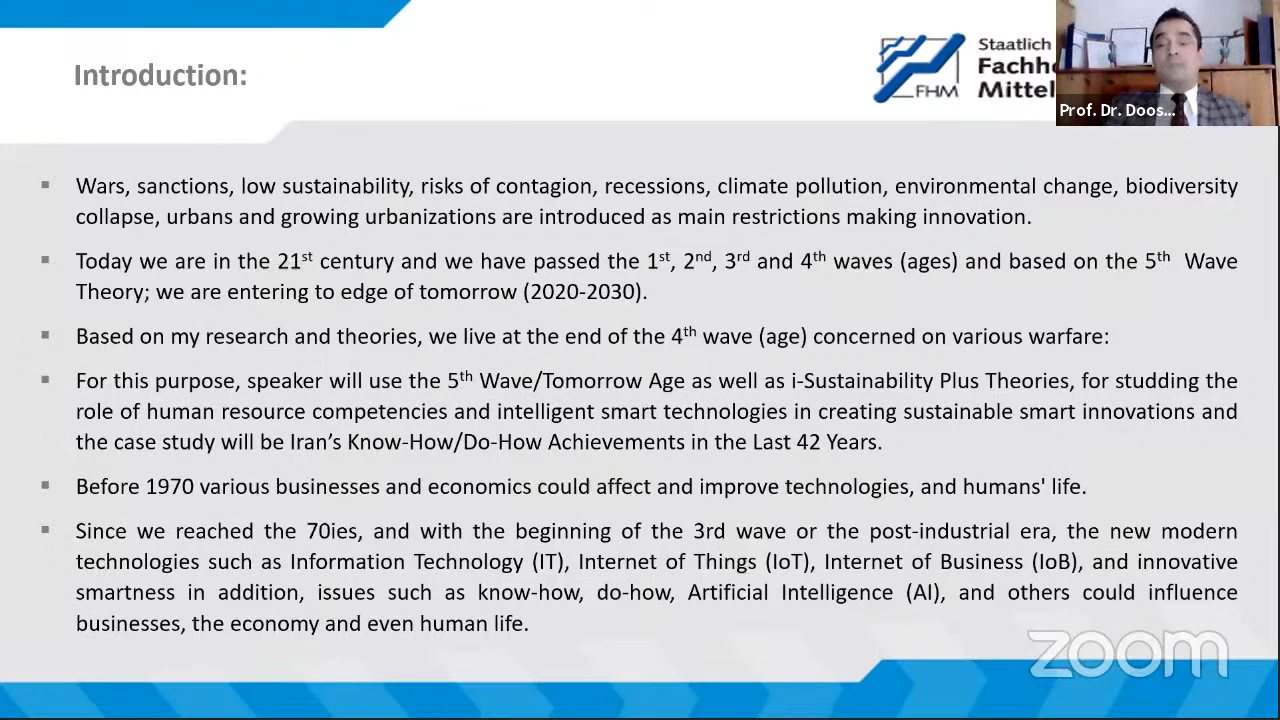 Introduction:
Staatlich
Fachho
FHM Mittel
Prof. Dr. Doos...
▪ Wars, sanctions, low sustainability, risks of contagion, recessions, climate pollution, environmental change, biodiversity
collapse, urbans and growing urbanizations are introduced as main restrictions making innovation.
▪ Today we are in the 21st century and we have passed the 1st, 2nd, 3rd and 4th waves (ages) and based on the 5th Wave
Theory; we are entering to edge of tomorrow (2020-2030).
▪ Based on my research and theories, we live at the end of the 4th wave (age) concerned on various warfare:
▪ For this purpose, speaker will use the 5th Wave/Tomorrow Age as well as i-Sustainability Plus Theories, for studding the
role of human resource competencies and intelligent smart technologies in creating sustainable smart innovations and
the case study will be Iran’s Know-How/Do-How Achievements in the Last 42 Years.
▪ Before 1970 various businesses and economics could affect and improve technologies, and humans' life.
▪ Since we reached the 70ies, and with the beginning of the 3rd wave or the post-industrial era, the new modern
technologies such as Information Technology (IT), Internet of Things (IoT), Internet of Business (IoB), and innovative
smartness in addition, issues such as know-how, do-how, Artificial Intelligence (AI), and others could influence
businesses, the economy and even human life.
zoom